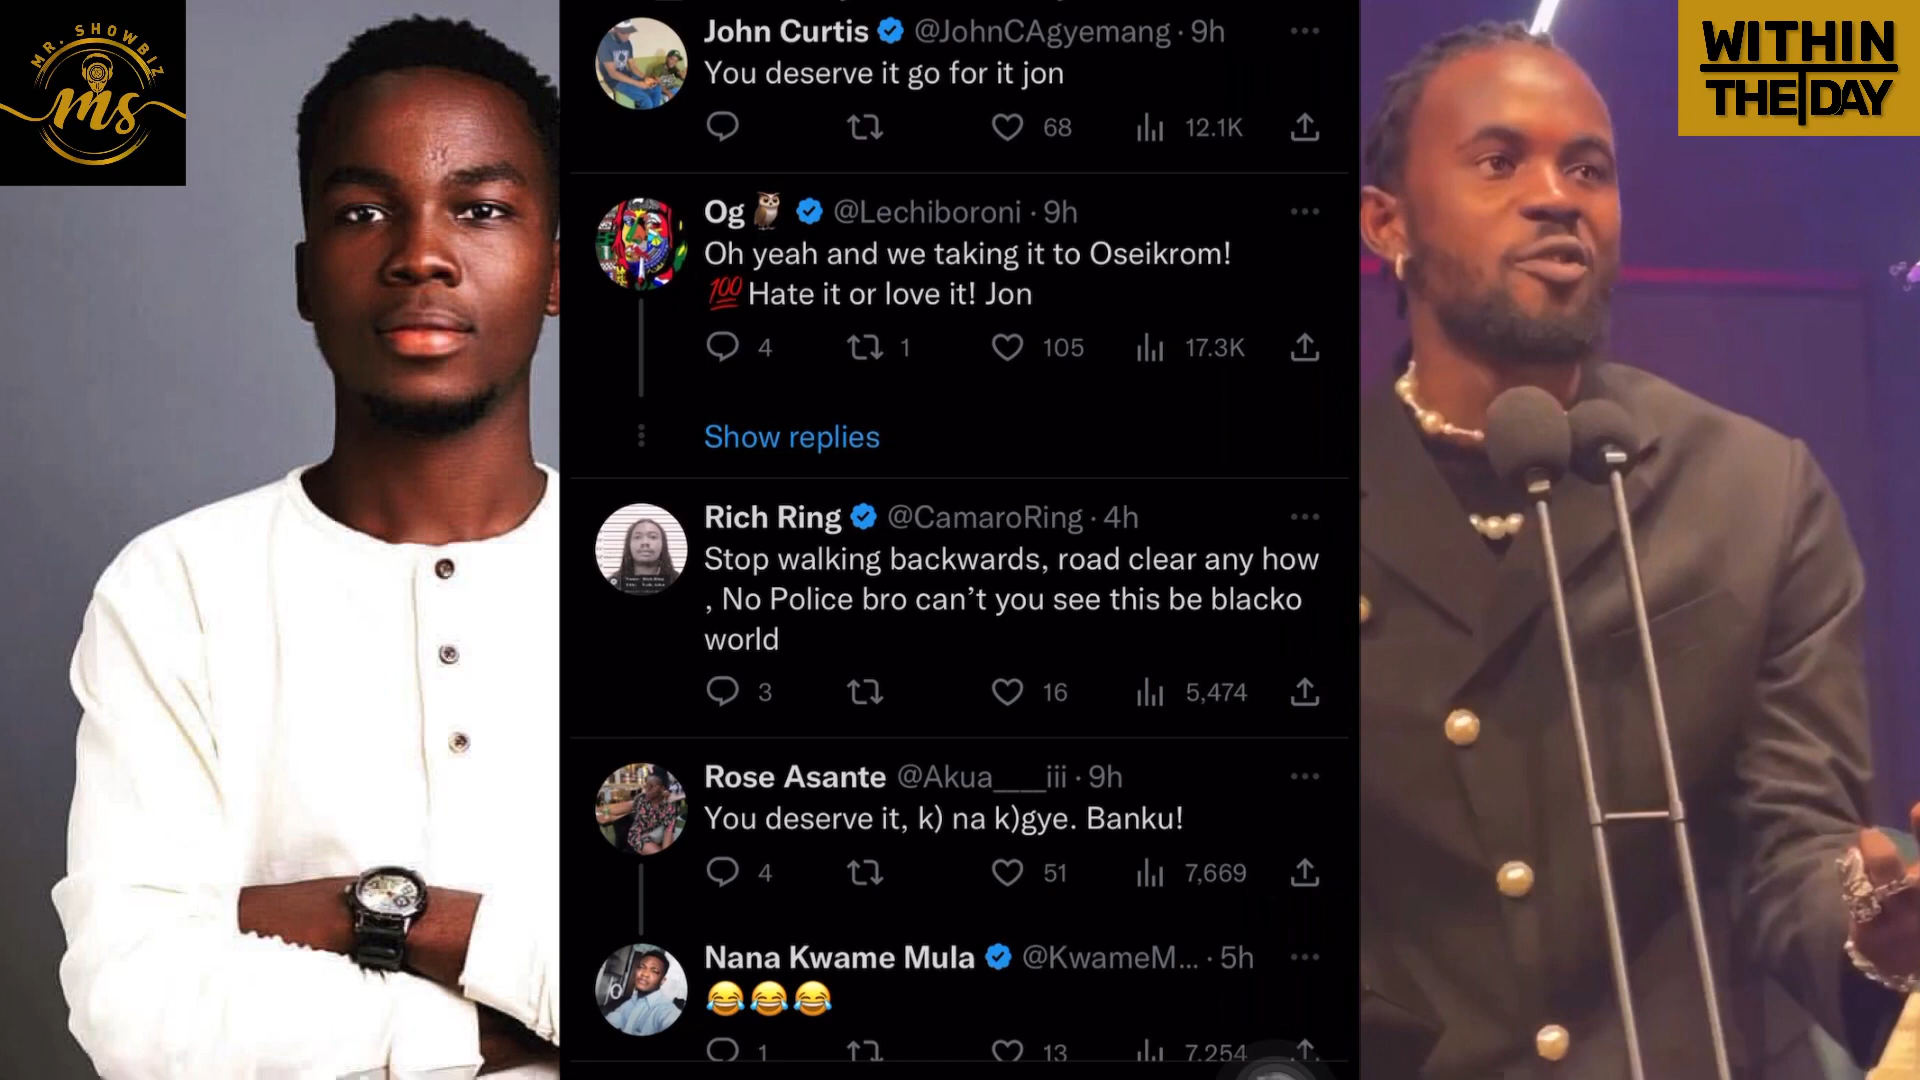 MR. SHOWBIZ
ms
WITHIN
THE DAY
John Curtis @JohnCAgyemang · 9h
You deserve it go for it jon
68 12.1K
Og🦉 @Lechiboroni · 9h
Oh yeah and we taking it to Oseikrom!
💯Hate it or love it! Jon
4 1 105 17.3K
Show replies
Rich Ring @CamaroRing · 4h
Stop walking backwards, road clear any how
, No Police bro can’t you see this be blacko
world
3 16 5,474
Rose Asante @Akua___iii · 9h
You deserve it, k) na k)gye. Banku!
4 51 7,669
Nana Kwame Mula @KwameM... · 5h
😂😂😂
1 13 7,254